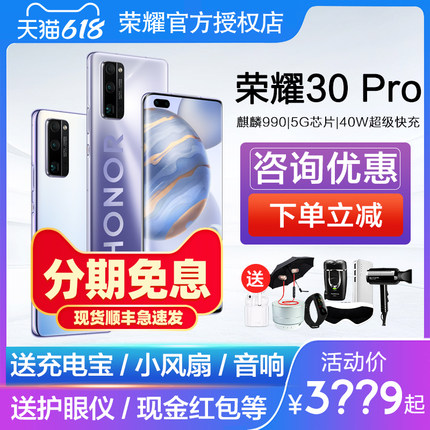 天猫618
荣耀官方授权店
荣耀30 Pro
麒麟990|5G芯片|40W超级快充
咨询优惠
下单立减
HONOR
分期免息
现货顺丰急速发
送
送充电宝/小风扇/音响
送护眼仪/现金红包等
活动价
¥3??9起